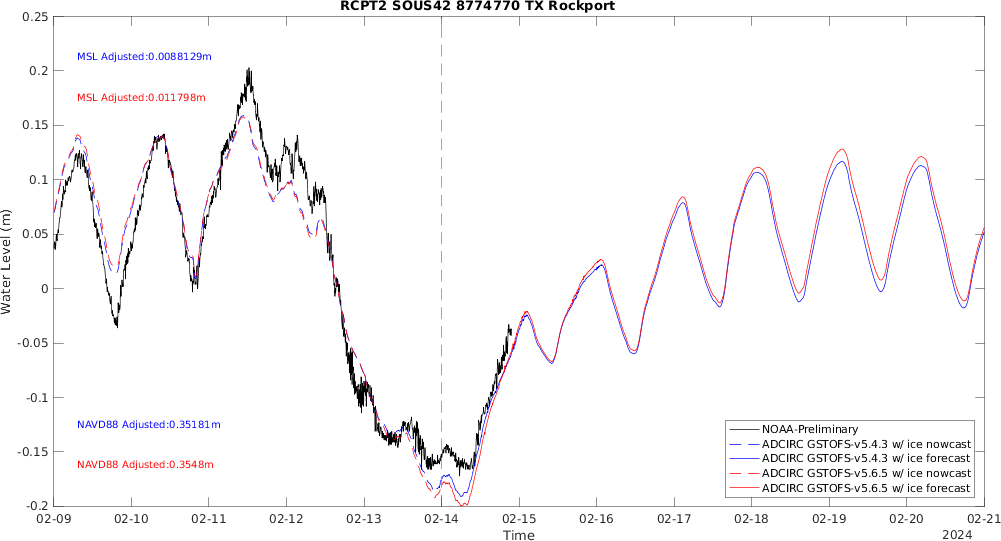 RCPT2 SOUS42 8774770 TX Rockport
0.25
0.2
0.15
0.1
0.05
0
-0.05
-0.1
-0.15
-0.2
Water Level (m)
MSL Adjusted:0.0088129m
MSL Adjusted:0.011798m
NAVD88 Adjusted:0.35181m
NAVD88 Adjusted:0.3548m
NOAA-Preliminary
ADCIRC GSTOFS-v5.4.3 w/ ice nowcast
ADCIRC GSTOFS-v5.4.3 w/ ice forecast
ADCIRC GSTOFS-v5.6.5 w/ ice nowcast
ADCIRC GSTOFS-v5.6.5 w/ ice forecast
02-09 02-10 02-11 02-12 02-13 02-14 02-15 02-16 02-17 02-18 02-19 02-20 02-21
Time
2024